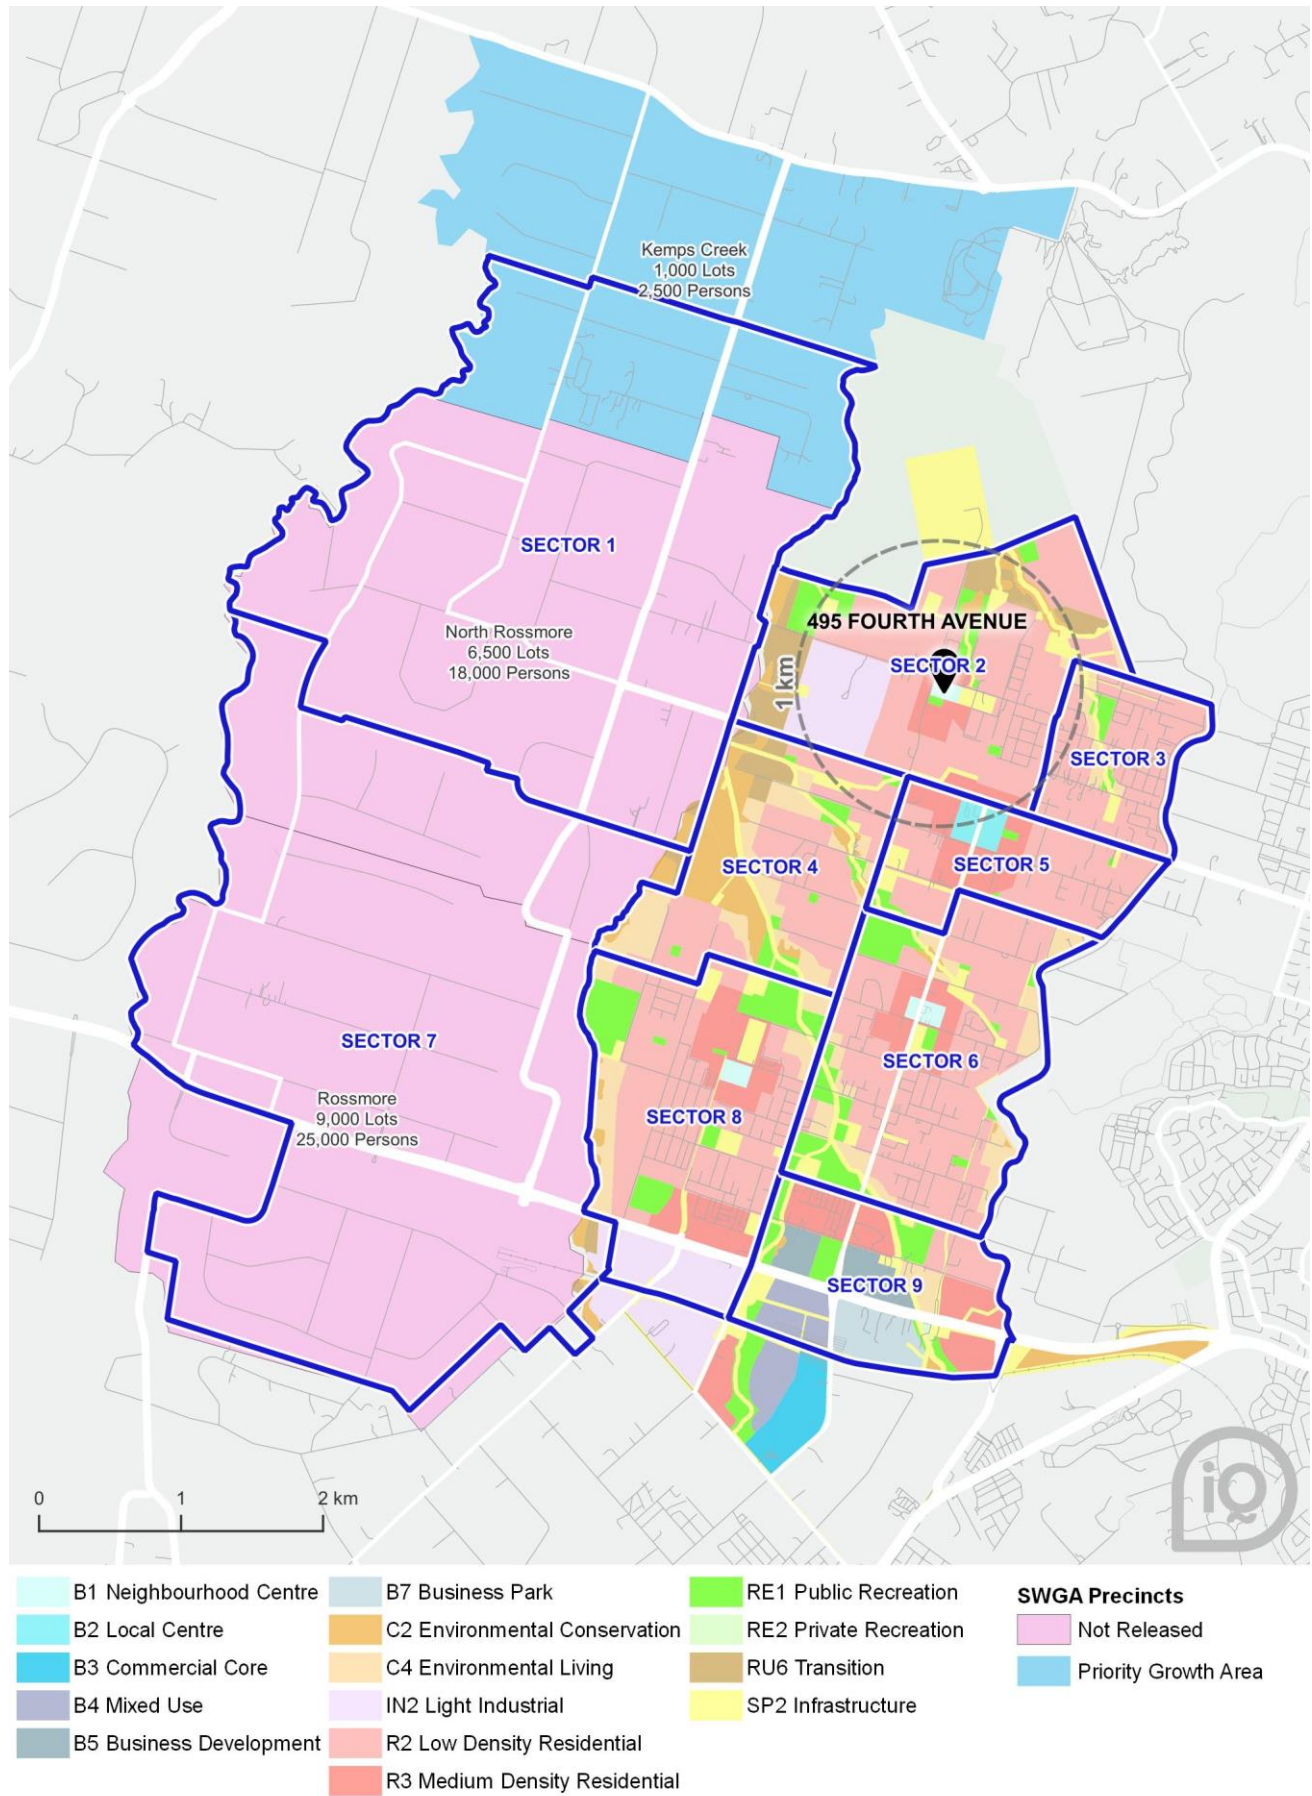 Kemps Creek
1,000 Lots
2,500 Persons
SECTOR 1
495 FOURTH AVENUE
North Rossmore
6,500 Lots
18,000 Persons
SECTOR 2
1 km
SECTOR 3
SECTOR 4
SECTOR 5
SECTOR 7
SECTOR 6
Rossmore
9,000 Lots
25,000 Persons
SECTOR 8
SECTOR 9
0 1 2 km
iQ
B1 Neighbourhood Centre
B2 Local Centre
B3 Commercial Core
B4 Mixed Use
B5 Business Development
B7 Business Park
C2 Environmental Conservation
C4 Environmental Living
IN2 Light Industrial
R2 Low Density Residential
R3 Medium Density Residential
RE1 Public Recreation
RE2 Private Recreation
RU6 Transition
SP2 Infrastructure
SWGA Precincts
Not Released
Priority Growth Area